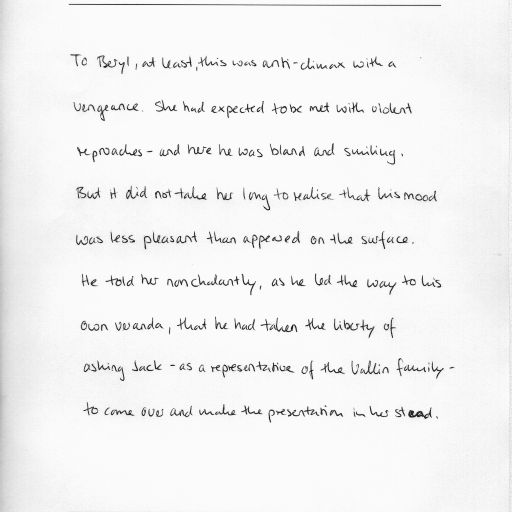 To Beryl, at least, this was anti-climax with a
vengeance. She had expected to be met with violent
reproaches - and here he was bland and smiling.
But it did not take her long to realise that his mood
was less pleasant than appeared on the surface.
He told her nonchalantly, as he led the way to his
own veranda, that he had taken the liberty of
asking Jack - as a representative of the Vallin family -
to come over and make the presentation in her stead.